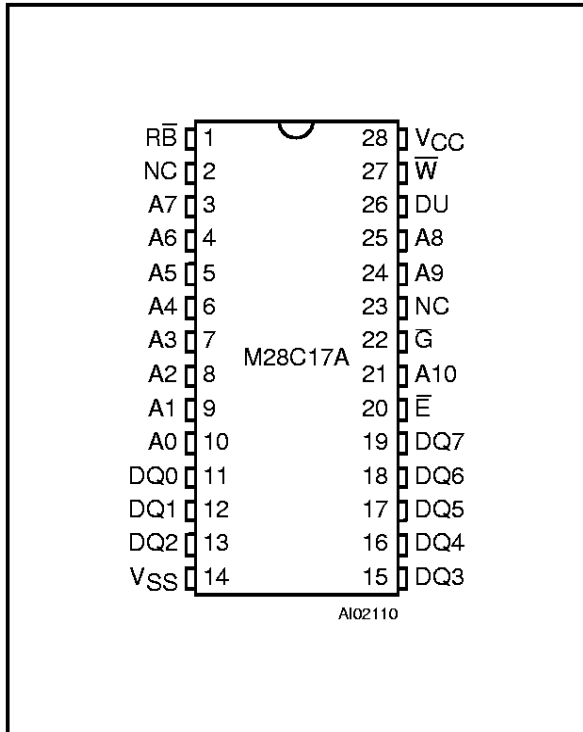 RB̅ 1 28 VCC
NC 2 27 W̅
A7 3 26 DU
A6 4 25 A8
A5 5 24 A9
A4 6 23 NC
A3 7 22 G̅
M28C17A
A2 8 21 A10
A1 9 20 E̅
A0 10 19 DQ7
DQ0 11 18 DQ6
DQ1 12 17 DQ5
DQ2 13 16 DQ4
VSS 14 15 DQ3
AI02110